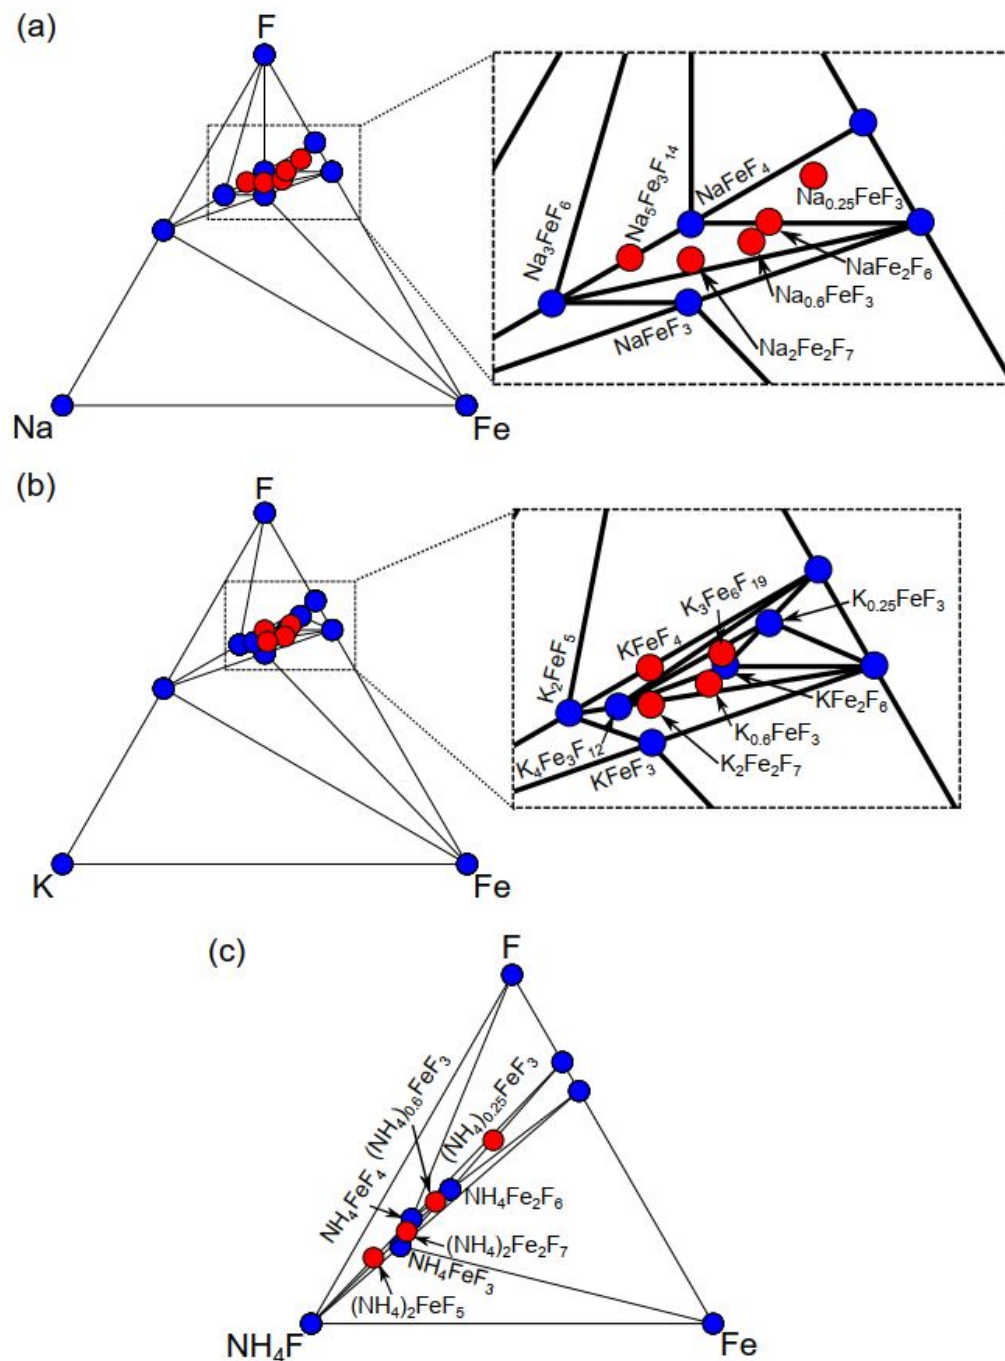 (a)
F
Na
Fe
Na₃FeF₆
Na₅Fe₃F₁₄
NaFeF₄
Na₀.₂₅FeF₃
NaFe₂F₆
Na₀.₆FeF₃
NaFeF₃
Na₂Fe₂F₇
(b)
F
K
Fe
K₂FeF₅
KFeF₄
K₃Fe₆F₁₉
K₀.₂₅FeF₃
KFe₂F₆
K₀.₆FeF₃
K₄Fe₃F₁₂
KFeF₃
K₂Fe₂F₇
(c)
F
(NH₄)₀.₆FeF₃
(NH₄)₀.₂₅FeF₃
NH₄FeF₄
NH₄Fe₂F₆
(NH₄)₂Fe₂F₇
NH₄FeF₃
(NH₄)₂FeF₅
NH₄F
Fe